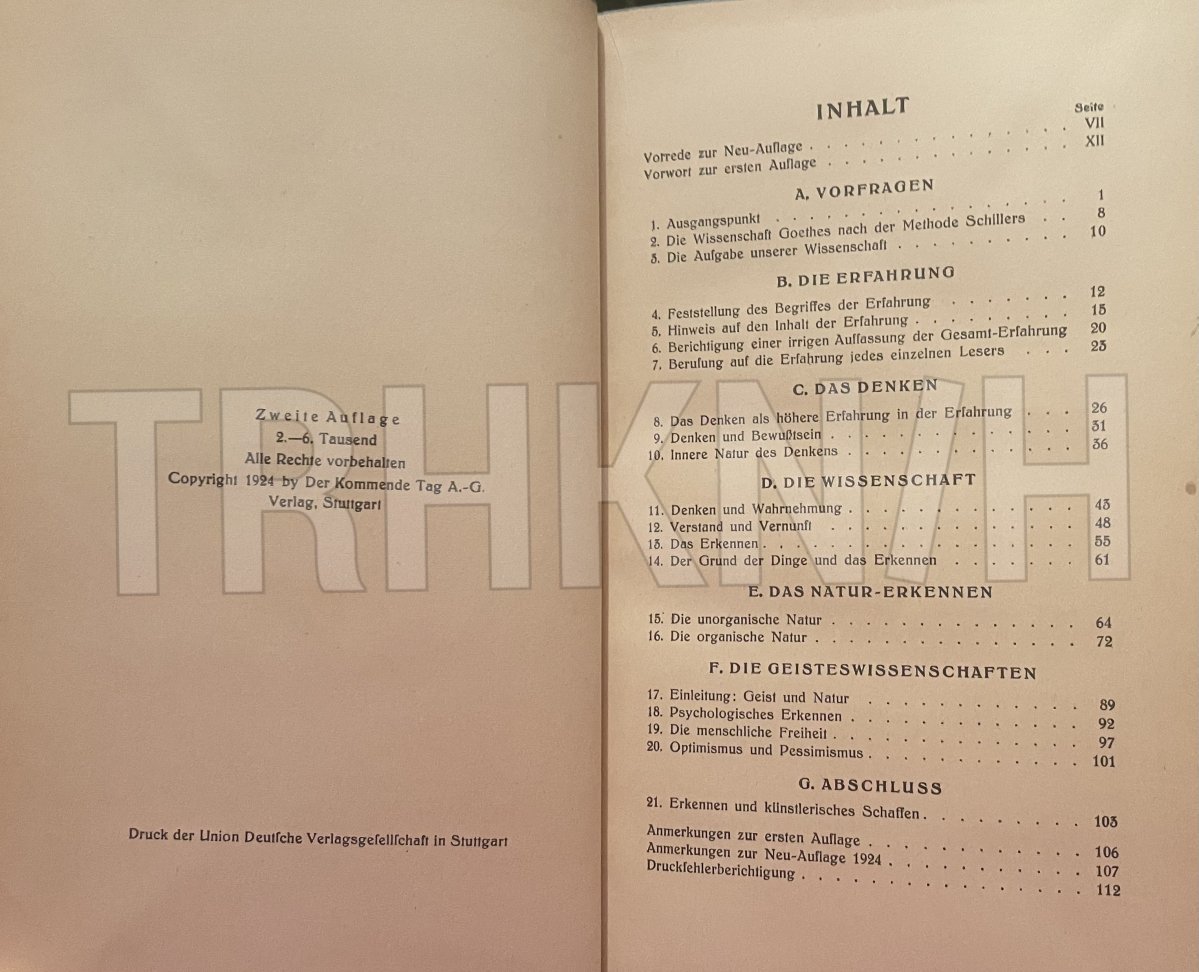 Zweite Auflage
2.—6. Tausend
Alle Rechte vorbehalten
Copyright 1924 by Der Kommende Tag A.-G.
Verlag, Stuttgart
Druck der Union Deutſche Verlagsgeſellſchaft in Stuttgart
INHALT
Seite
Vorrede zur Neu-Auflage . . . . . . . . . . . . . . . VII
Vorwort zur ersten Auflage . . . . . . . . . . . . . . XII
A. VORFRAGEN
1. Ausgangspunkt . . . . . . . . . . . . . . . . . 1
2. Die Wissenschaft Goethes nach der Methode Schillers . . 8
3. Die Aufgabe unserer Wissenschaft . . . . . . . . . . 10
B. DIE ERFAHRUNG
4. Feststellung des Begriffes der Erfahrung . . . . . . . 12
5. Hinweis auf den Inhalt der Erfahrung . . . . . . . . . 15
6. Berichtigung einer irrigen Auffassung der Gesamt-Erfahrung 20
7. Berufung auf die Erfahrung jedes einzelnen Lesers . . . 23
C. DAS DENKEN
8. Das Denken als höhere Erfahrung in der Erfahrung . . . 26
9. Denken und Bewußtsein . . . . . . . . . . . . . . 31
10. Innere Natur des Denkens . . . . . . . . . . . . . 36
D. DIE WISSENSCHAFT
11. Denken und Wahrnehmung . . . . . . . . . . . . . 43
12. Verstand und Vernunft . . . . . . . . . . . . . . 48
13. Das Erkennen . . . . . . . . . . . . . . . . . . 55
14. Der Grund der Dinge und das Erkennen . . . . . . . 61
E. DAS NATUR-ERKENNEN
15. Die unorganische Natur . . . . . . . . . . . . . . 64
16. Die organische Natur . . . . . . . . . . . . . . . 72
F. DIE GEISTESWISSENSCHAFTEN
17. Einleitung: Geist und Natur . . . . . . . . . . . . 89
18. Psychologisches Erkennen . . . . . . . . . . . . . 92
19. Die menschliche Freiheit . . . . . . . . . . . . . . 97
20. Optimismus und Pessimismus . . . . . . . . . . . . 101
G. ABSCHLUSS
21. Erkennen und künstlerisches Schaffen . . . . . . . . . 103
Anmerkungen zur ersten Auflage . . . . . . . . . . . . 106
Anmerkungen zur Neu-Auflage 1924 . . . . . . . . . . . 107
Druckfehlerberichtigung . . . . . . . . . . . . . . . . 112
TRHKN/H